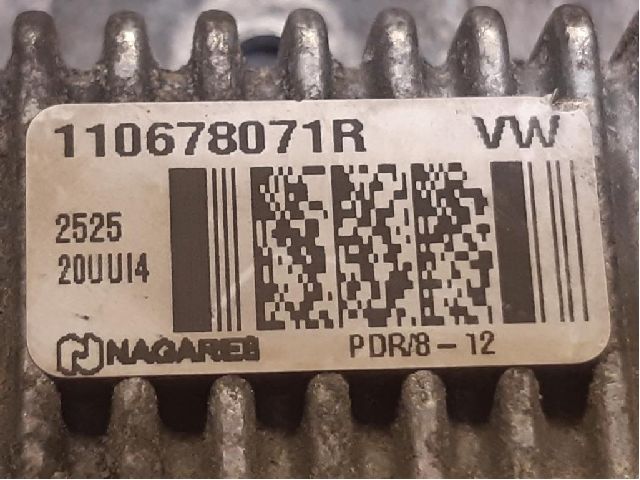 110678071R VW
2525
20UUI4
NAGARES PDR/8-12